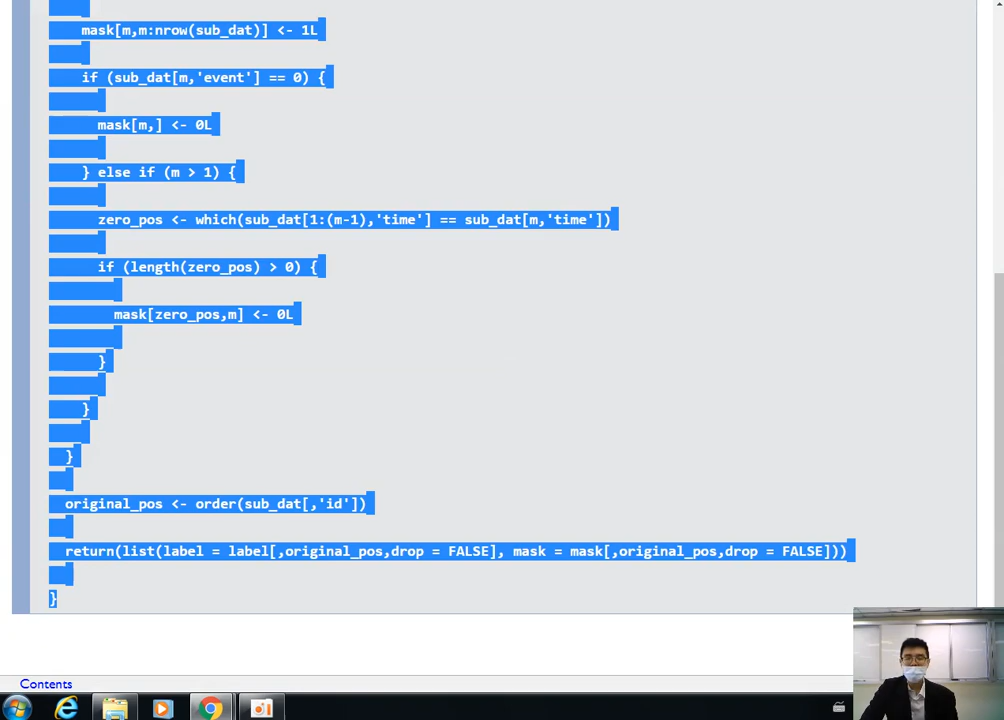 mask[m,m:nrow(sub_dat)] <- 1L
if (sub_dat[m,'event'] == 0) {
mask[m,] <- 0L
} else if (m > 1) {
zero_pos <- which(sub_dat[1:(m-1),'time'] == sub_dat[m,'time'])
if (length(zero_pos) > 0) {
mask[zero_pos,m] <- 0L
}
}
}
original_pos <- order(sub_dat[,'id'])
return(list(label = label[,original_pos,drop = FALSE], mask = mask[,original_pos,drop = FALSE]))
}
Contents